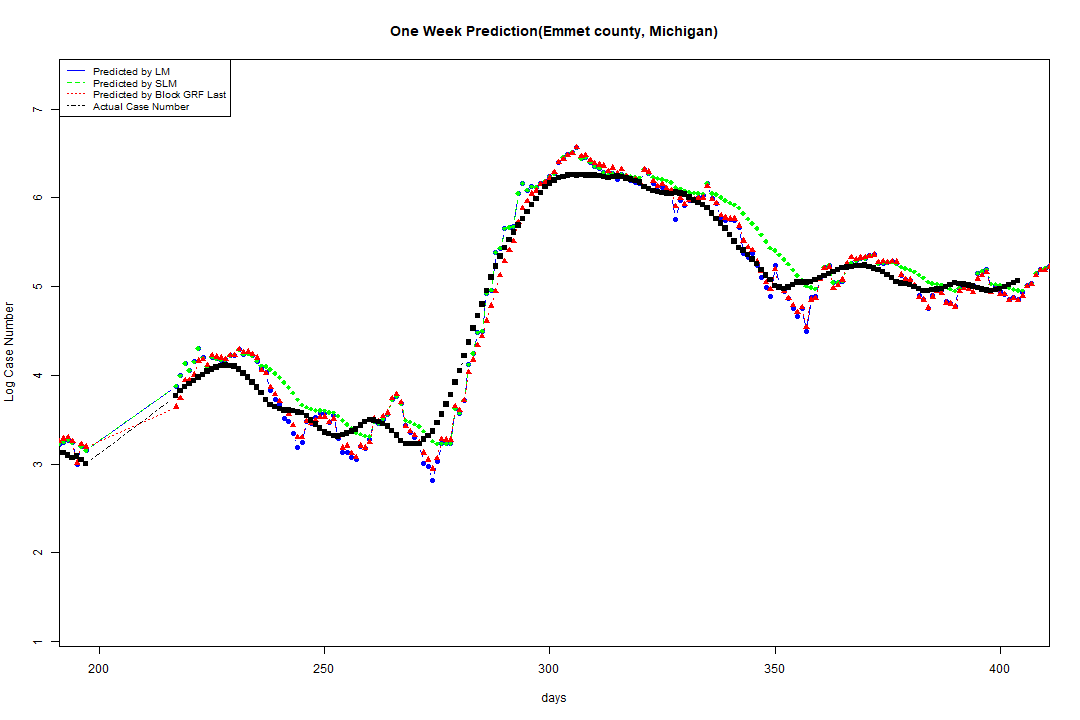 One Week Prediction(Emmet county, Michigan)
Predicted by LM
Predicted by SLM
Predicted by Block GRF Last
Actual Case Number
Log Case Number
7
6
5
4
3
2
1
200 250 300 350 400
days